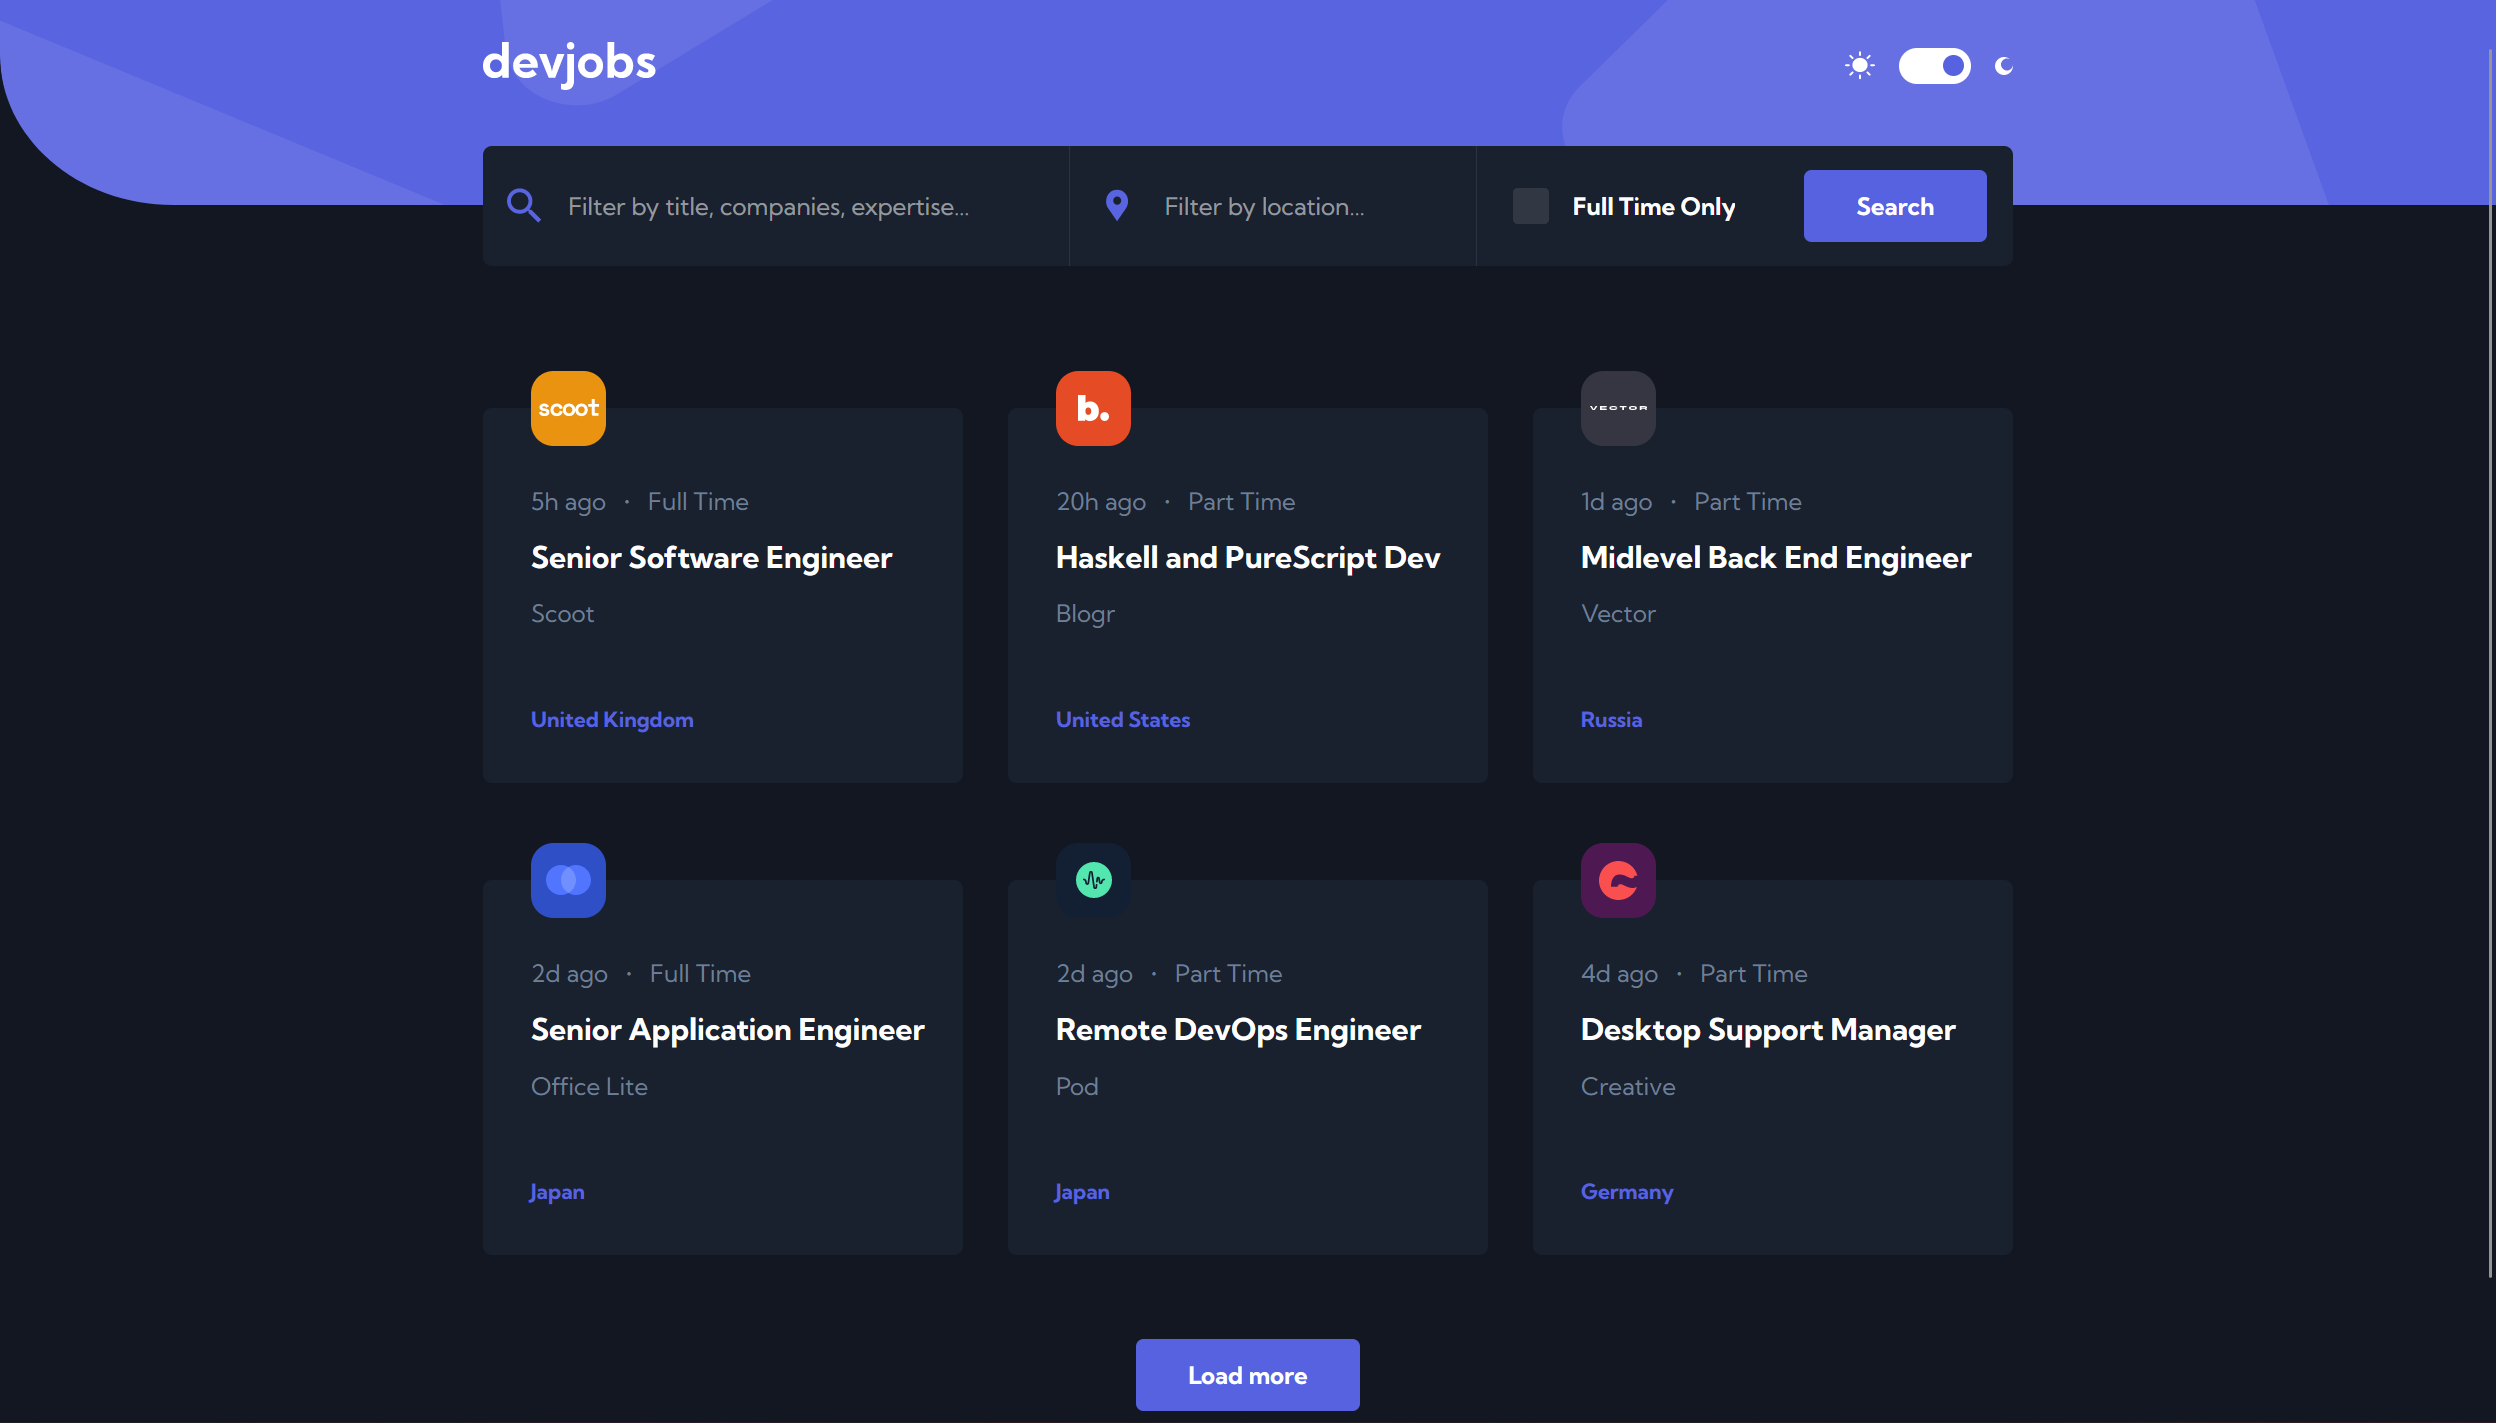 devjobs
Filter by title, companies, expertise...
Filter by location...
Full Time Only
Search
scoot
5h ago · Full Time
Senior Software Engineer
Scoot
United Kingdom
b.
20h ago · Part Time
Haskell and PureScript Dev
Blogr
United States
VECTOR
1d ago · Part Time
Midlevel Back End Engineer
Vector
Russia
2d ago · Full Time
Senior Application Engineer
Office Lite
Japan
2d ago · Part Time
Remote DevOps Engineer
Pod
Japan
4d ago · Part Time
Desktop Support Manager
Creative
Germany
Load more